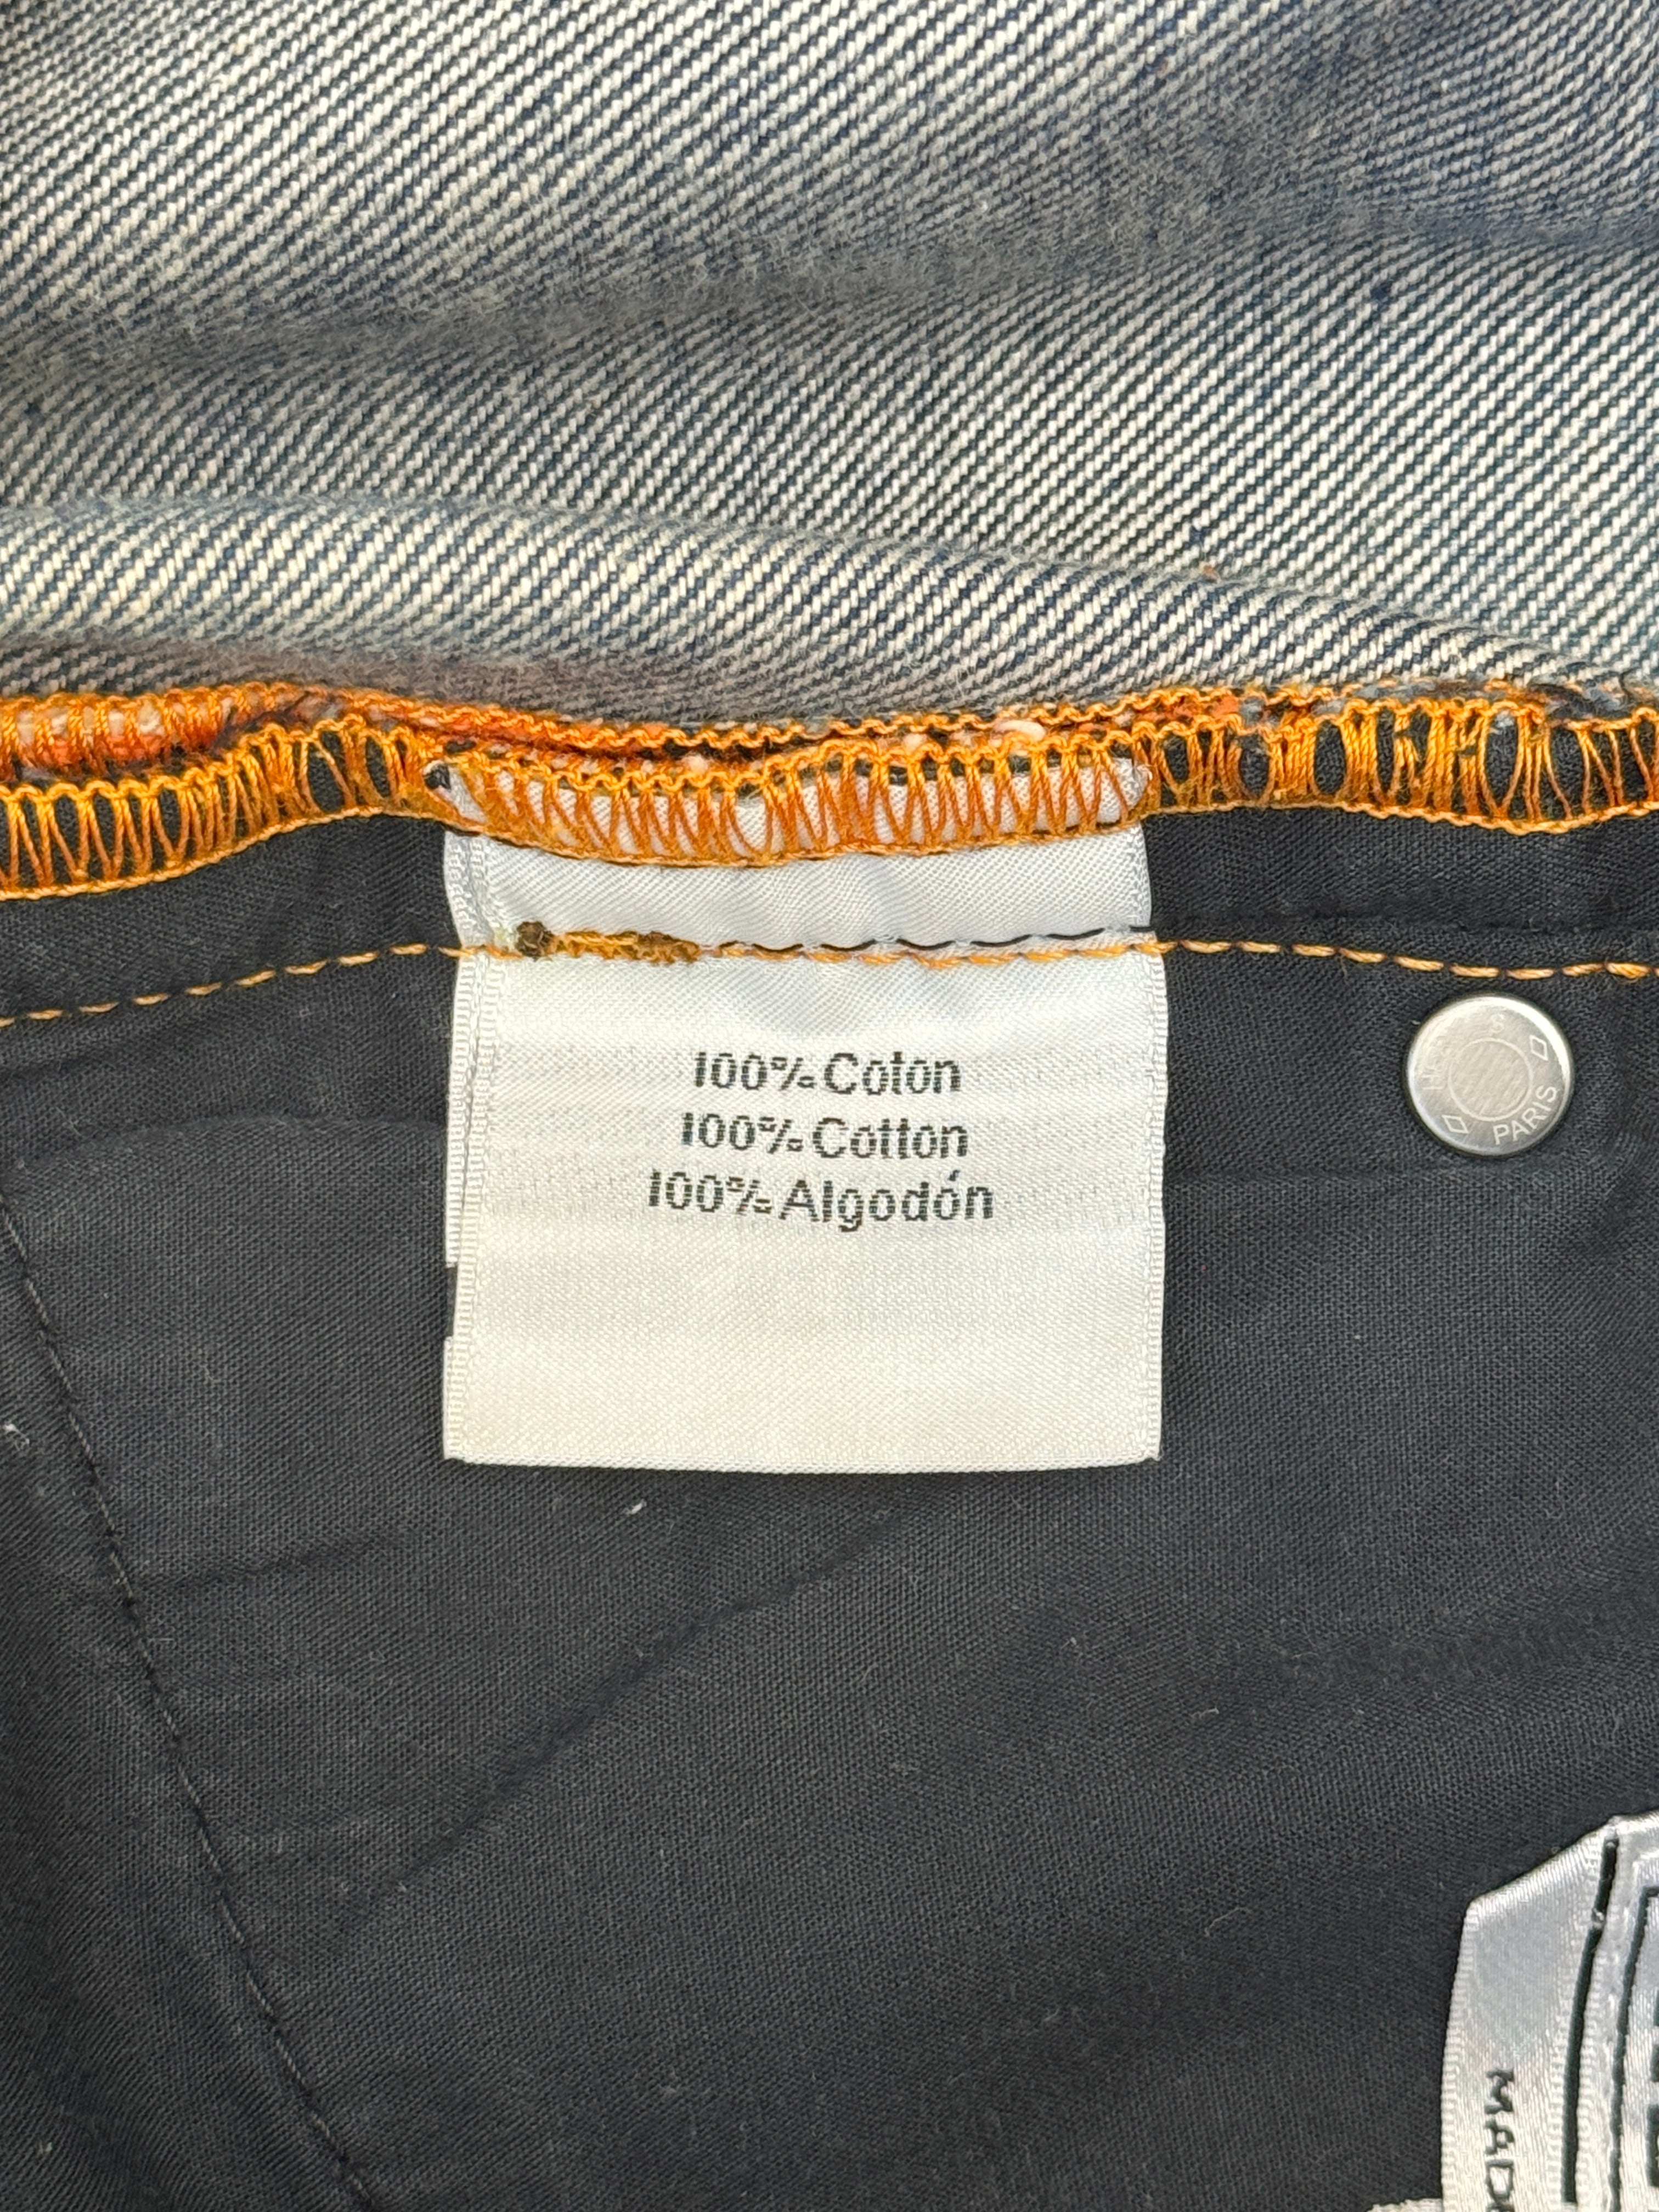 100% Coton
100% Cotton
100% Algodón
PARIS
MAD